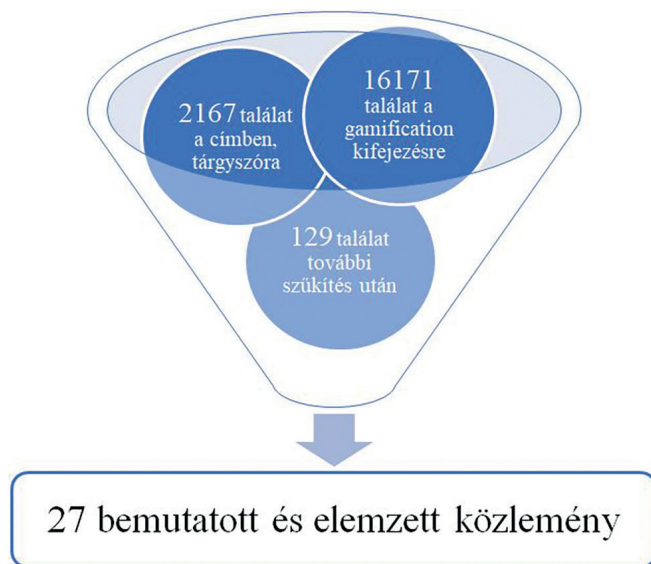 2167 találat
a címben,
tárgyszóra
16171
találat a
gamification
kifejezésre
129 találat
további
szűkítés után
27 bemutatott és elemzett közlemény